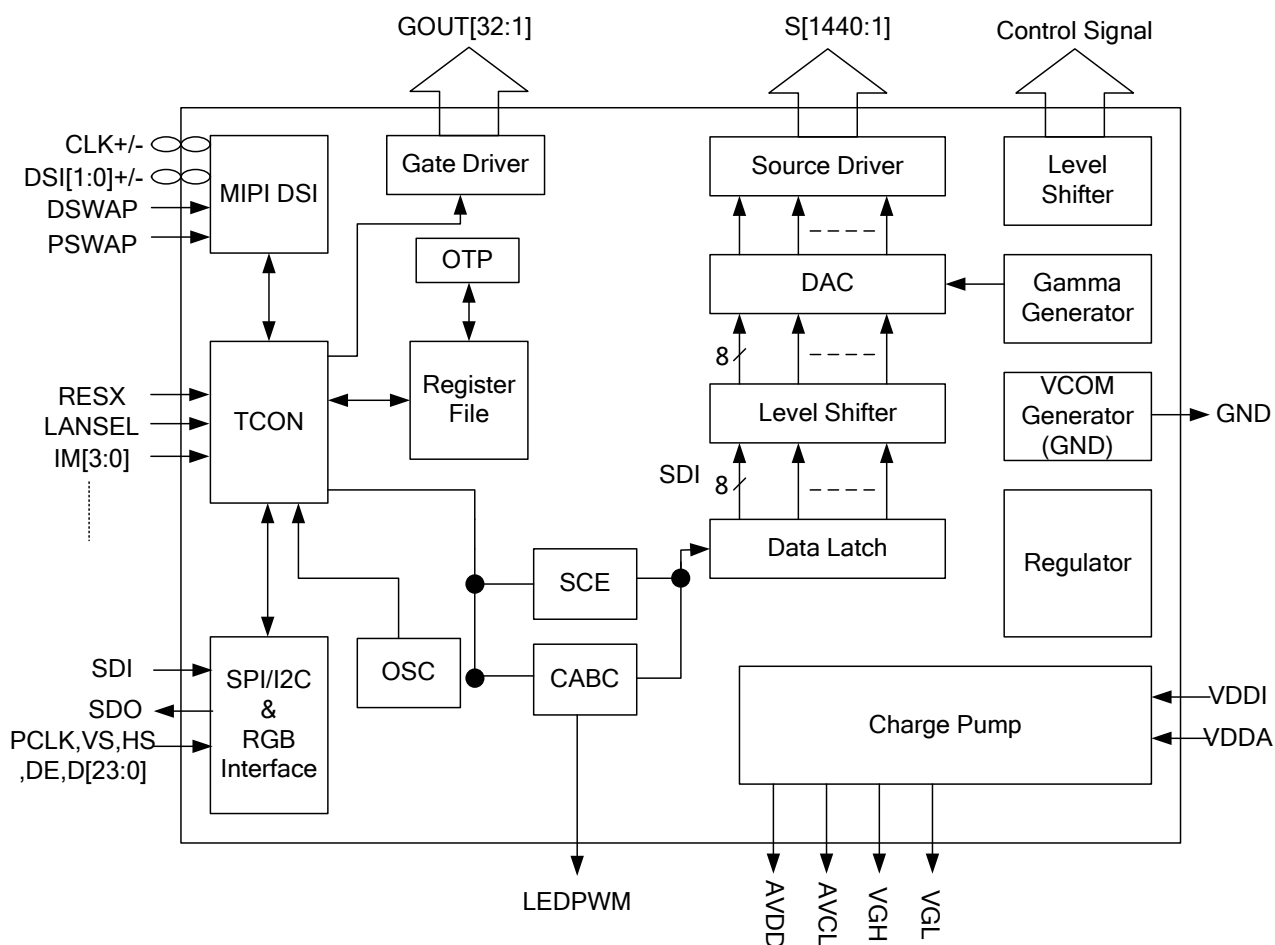 GOUT[32:1]
S[1440:1]
Control Signal
CLK+/-
DSI[1:0]+/-
DSWAP
PSWAP
MIPI DSI
Gate Driver
Source Driver
Level
Shifter
OTP
DAC
Gamma
Generator
8
RESX
LANSEL
IM[3:0]
TCON
Register
File
Level Shifter
VCOM
Generator
(GND)
GND
SDI
8
Data Latch
Regulator
SCE
OSC
CABC
SDI
SDO
PCLK,VS,HS
,DE,D[23:0]
SPI/I2C
&
RGB
Interface
Charge Pump
VDDI
VDDA
LEDPWM
AVDD
AVCL
VGH
VGL